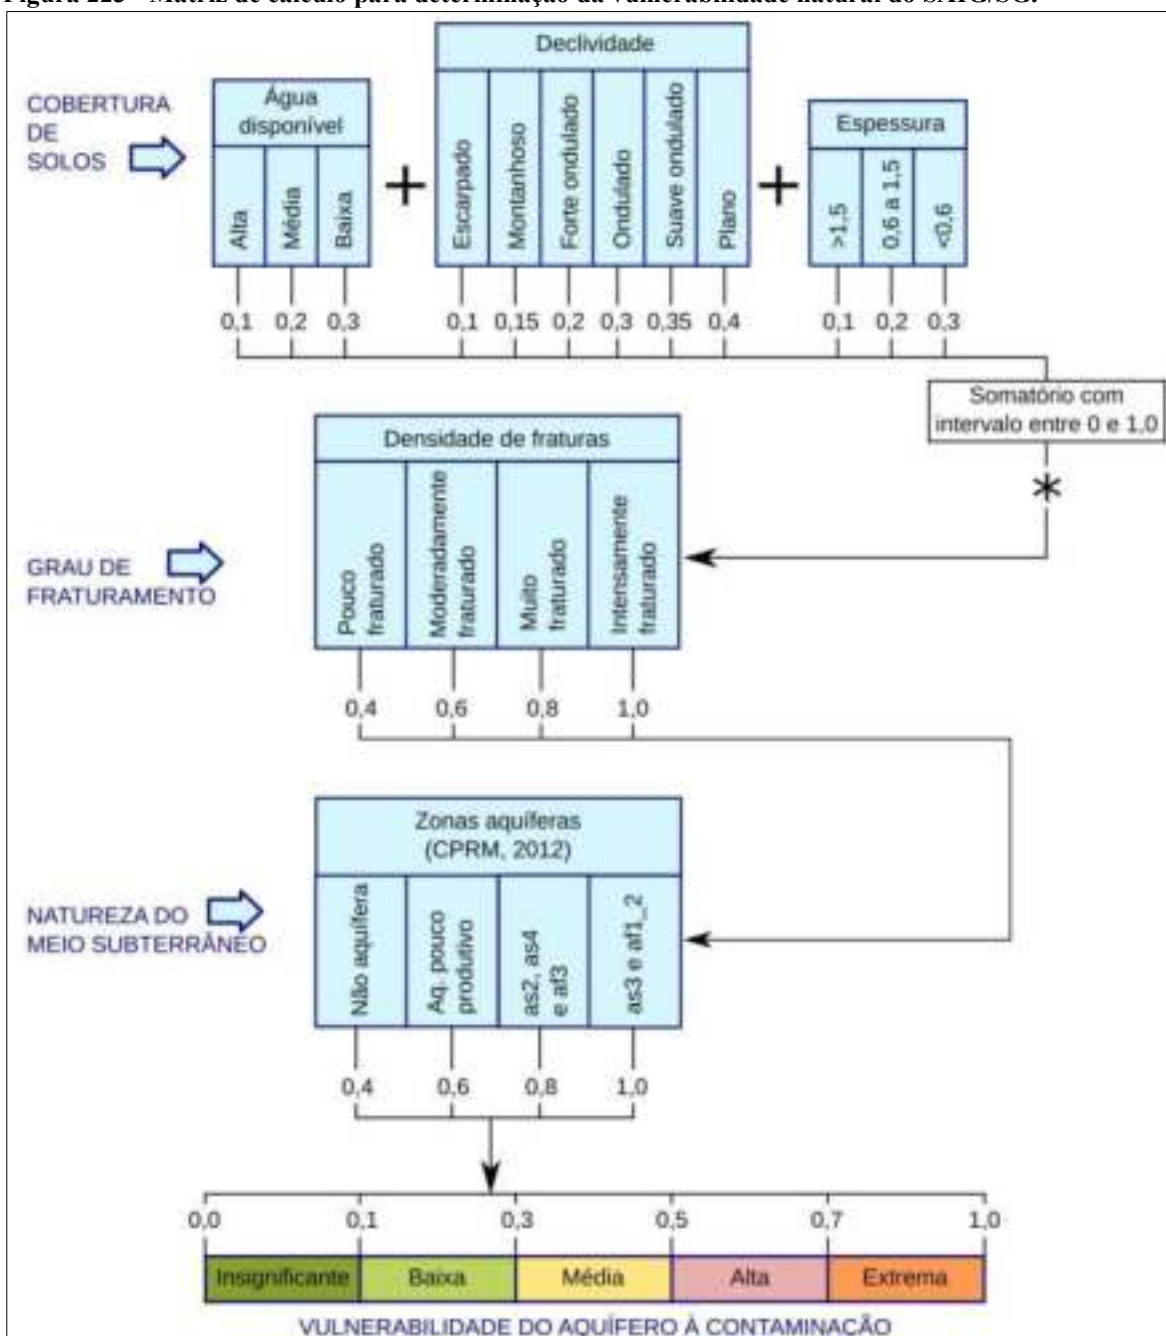 Figura 223 - Matriz de cálculo para determinação da vulnerabilidade natural do SAIG/SG.
COBERTURA
DE
SOLOS
Água
disponível
Alta
Média
Baixa
+
Declividade
Escarpado
Montanhoso
Forte ondulado
Ondulado
Suave ondulado
Plano
+
Espessura
>1,5
0,6 a 1,5
<0,6
0,1 0,2 0,3
0,1 0,15 0,2 0,3 0,35 0,4
0,1 0,2 0,3
Somatório com
intervalo entre 0 e 1,0
*
GRAU DE
FRATURAMENTO
Densidade de fraturas
Pouco
fraturado
Moderadamente
fraturado
Muito
fraturado
Intensamente
fraturado
0,4 0,6 0,8 1,0
NATUREZA DO
MEIO SUBTERRÂNEO
Zonas aquíferas
(CPRM, 2012)
Não aquífera
Aq. pouco
produtivo
as2, as4
e af3
as3 e af1_2
0,4 0,6 0,8 1,0
0,0 0,1 0,3 0,5 0,7 1,0
Insignificante Baixa Média Alta Extrema
VULNERABILIDADE DO AQUÍFERO À CONTAMINAÇÃO